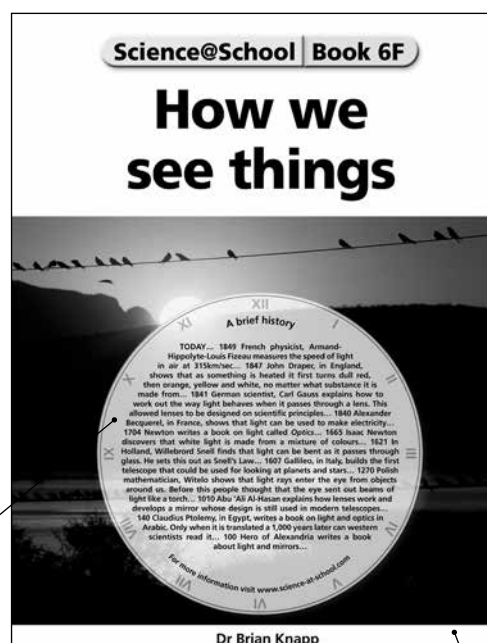 Science@School Book 6F
How we
see things
XII
I
II
III
IIII
V
VI
VII
VIII
IX
X
XI
A brief history
TODAY... 1849 French physicist, Armand-
Hippolyte-Louis Fizeau measures the speed of light
in air at 315km/sec... 1847 John Draper, in England,
shows that as something is heated it first turns dull red,
then orange, yellow and white, no matter what substance it is
made from... 1841 German scientist, Carl Gauss explains how to
work out the way light behaves when it passes through a lens. This
allowed lenses to be designed on scientific principles... 1840 Alexander
Becquerel, in France, shows that light can be used to make electricity...
1704 Newton writes a book on light called Optics... 1665 Isaac Newton
discovers that white light is made from a mixture of colours... 1621 In
Holland, Willebrord Snell finds that light can be bent as it passes through
glass. He sets this out as Snell's Law... 1607 Gallileo, in Italy, builds the first
telescope that could be used for looking at planets and stars... 1270 Polish
mathematician, Witelo shows that light rays enter the eye from objects
around us. Before this people thought that the eye sent out beams of
light like a torch... 1010 Abu 'Ali Al-Hasan explains how lenses work and
develops a mirror whose design is still used in modern telescopes...
140 Claudius Ptolemy, in Egypt, writes a book on light and optics in
Arabic. Only when it is translated a 1,000 years later can western
scientists read it... 100 Hero of Alexandria writes a book
about light and mirrors...
For more information visit www.science-at-school.com
Dr Brian Knapp